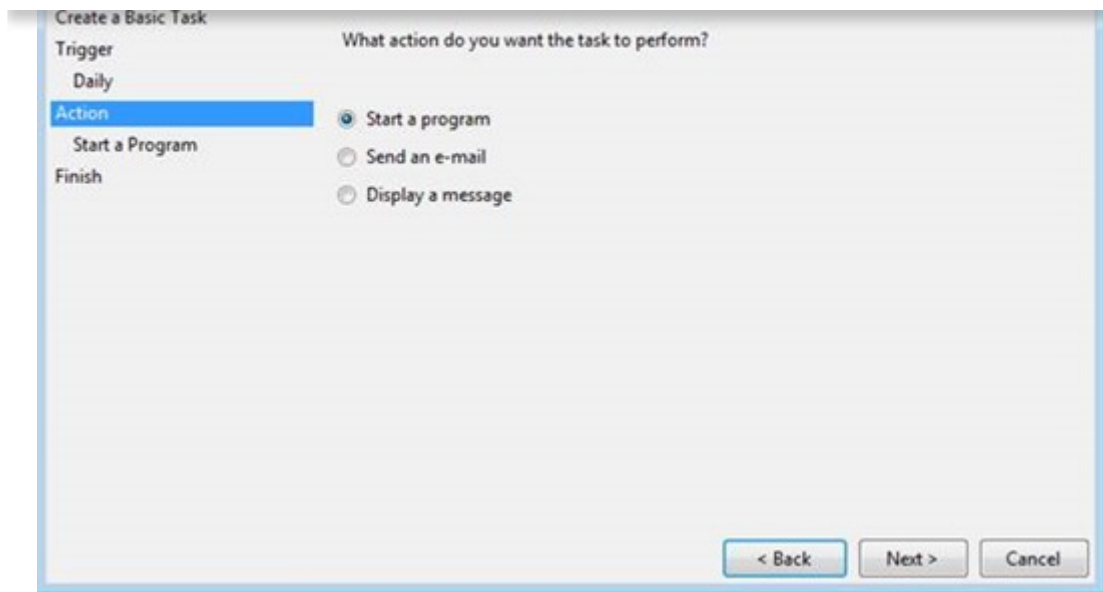 Create a Basic Task
Trigger
Daily
Action
Start a Program
Finish
What action do you want the task to perform?
Start a program
Send an e-mail
Display a message
< Back
Next >
Cancel